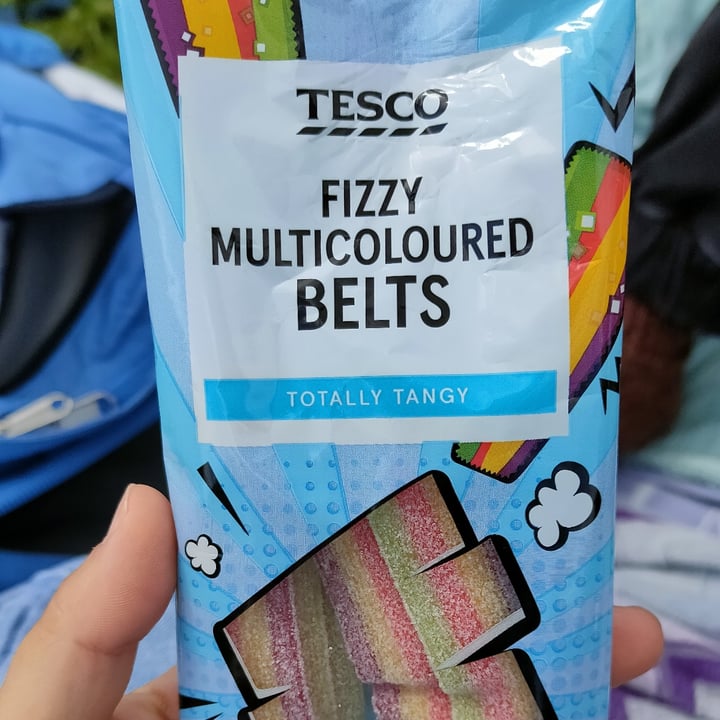 TESCO
FIZZY
MULTICOLOURED
BELTS
TOTALLY TANGY